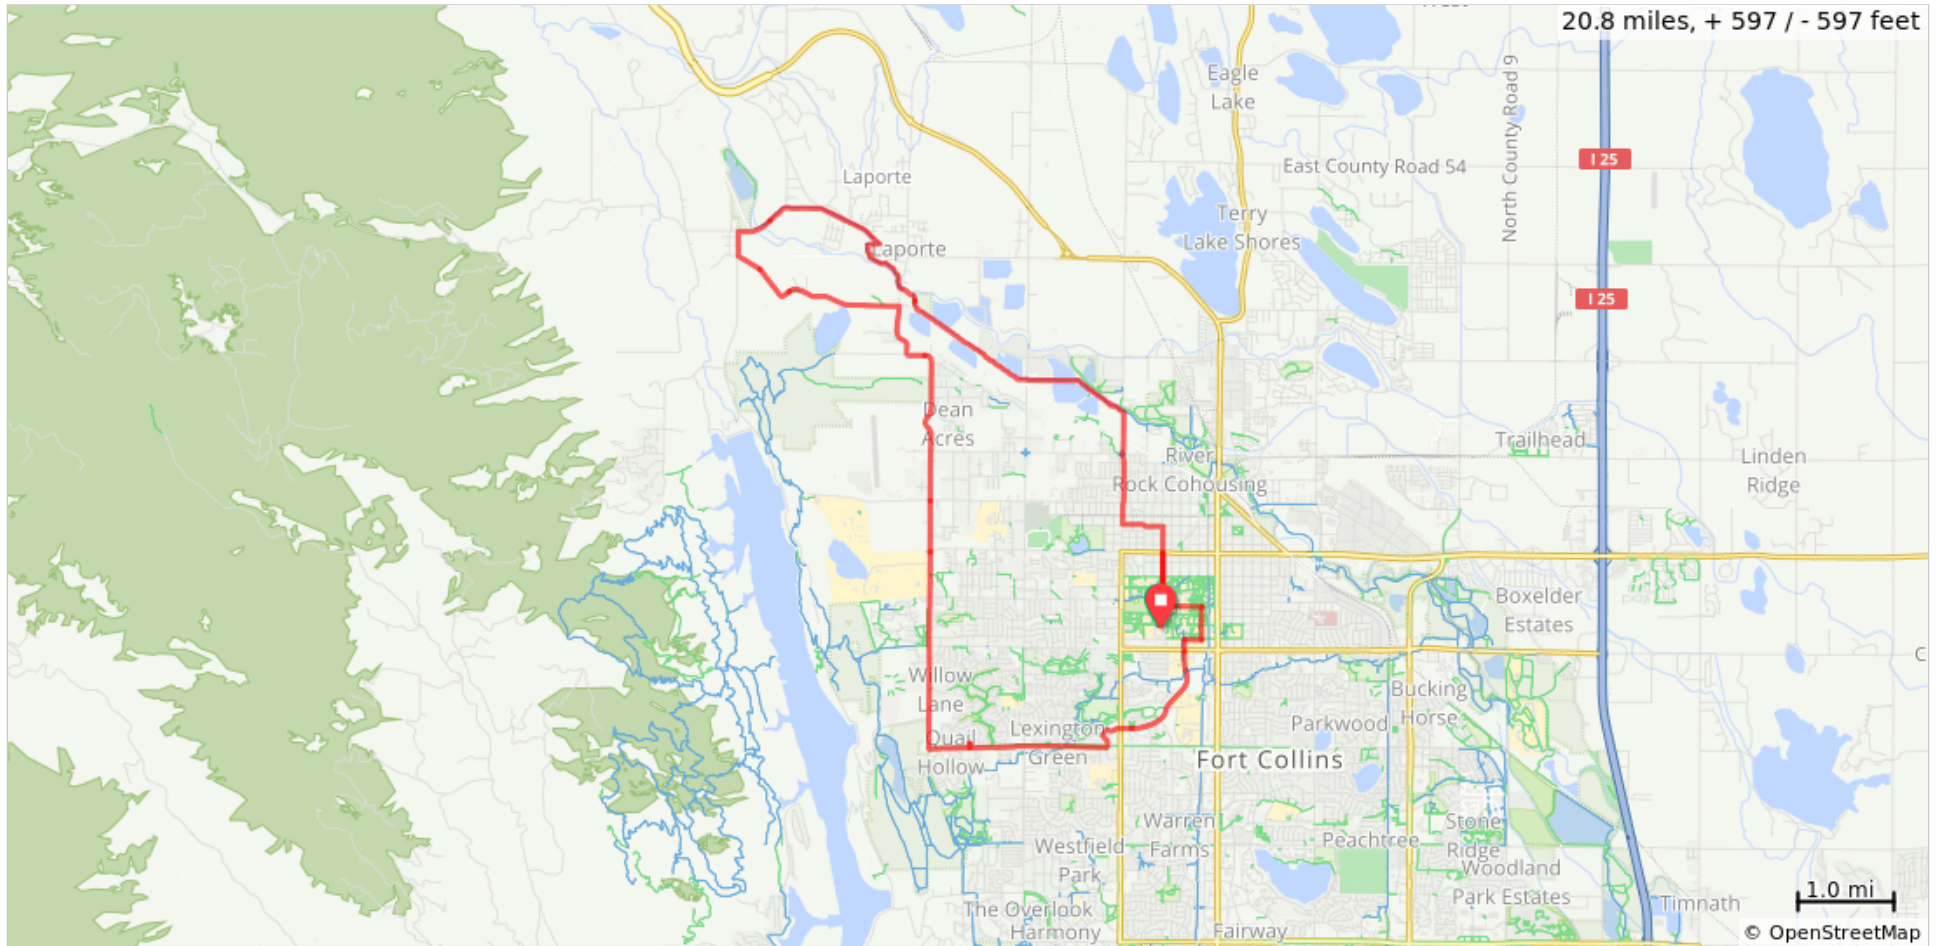 20.8 miles, + 597 / - 597 feet
Eagle
Lake
North County Road 9
I 25
East County Road 54
Laporte
Terry
Lake Shores
Laporte
I 25
Dean
Acres
Trailhead
River
Rock Cohousing
Linden
Ridge
Boxelder
Estates
Willow
Lane
Bucking
Horse
Parkwood
Lexington
Green
Quail
Hollow
Fort Collins
Warren
Farms
Stone
Ridge
Peachtree
Westfield
Park
Woodland
Park Estates
1.0 mi
Timnath
The Overlook
Harmony
Fairway
© OpenStreetMap